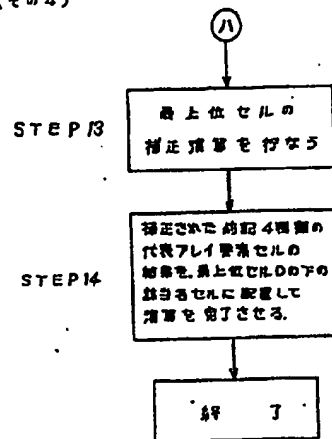 (その4)
ハ
STEP13
最上位セルの
補正演算を行なう
STEP14
補正された前記4種類の
代表アレイ要素セルの
結果を、最上位セルDの下の
該当るセルに配置して
演算を完了させる。
終 了